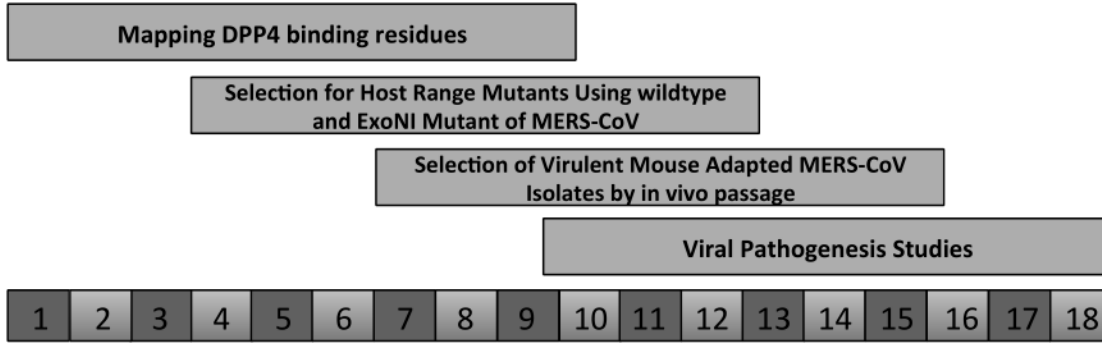 Mapping DPP4 binding residues
Selection for Host Range Mutants Using wildtype
and ExoNI Mutant of MERS-CoV
Selection of Virulent Mouse Adapted MERS-CoV
Isolates by in vivo passage
Viral Pathogenesis Studies
1 2 3 4 5 6 7 8 9 10 11 12 13 14 15 16 17 18